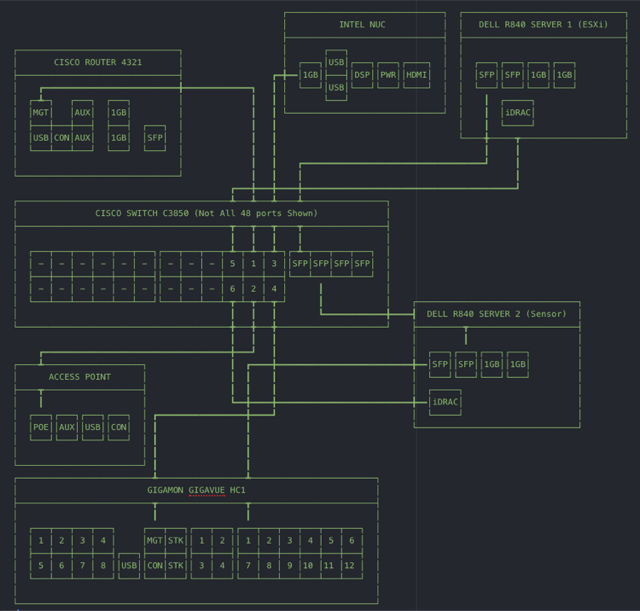 INTEL NUC
1GB USB DSP PWR HDMI
USB
DELL R840 SERVER 1 (ESXi)
SFP SFP 1GB 1GB
iDRAC
CISCO ROUTER 4321
MGT AUX 1GB
USB CON AUX 1GB SFP
CISCO SWITCH C3850 (Not All 48 ports Shown)
- - - - - - - - - 5 1 3 SFP SFP SFP SFP
- - - - - - - - - 6 2 4
DELL R840 SERVER 2 (Sensor)
SFP SFP 1GB 1GB
iDRAC
ACCESS POINT
POE AUX USB CON
GIGAMON GIGAVUE HC1
1 2 3 4 MGT STK 1 2 1 2 3 4 5 6
5 6 7 8 USB CON STK 3 4 7 8 9 10 11 12